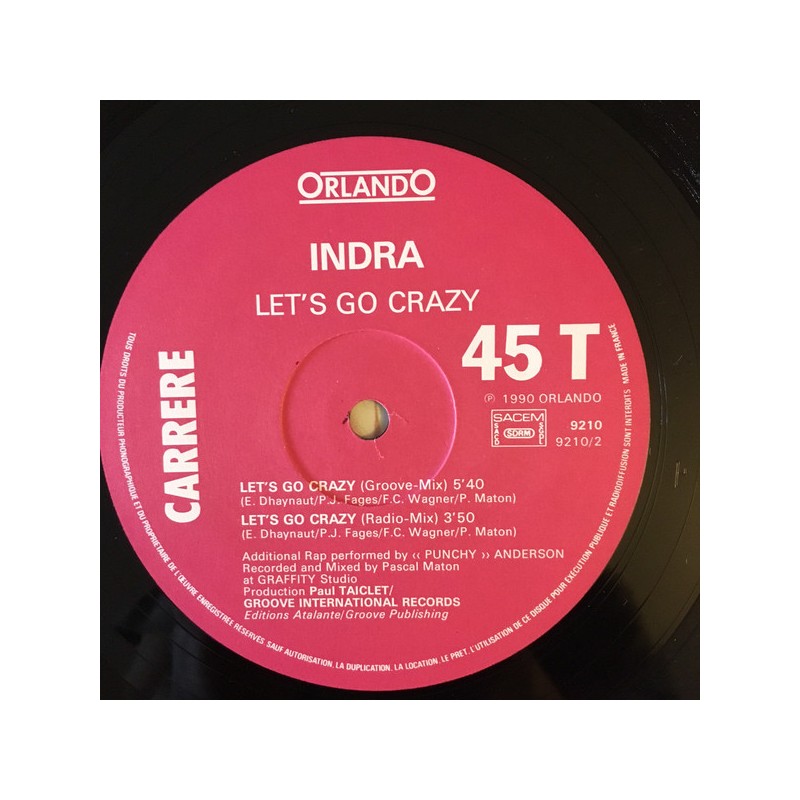 ORLANDO
INDRA
LET'S GO CRAZY
CARRERE
45 T
℗ 1990 ORLANDO
SACEM
SACD
SDRM
SGDL
9210
9210/2
LET'S GO CRAZY (Groove-Mix) 5'40
(E. Dhaynaut/P.J. Fages/F.C. Wagner/P. Maton)
LET'S GO CRAZY (Radio-Mix) 3'50
(E. Dhaynaut/P.J. Fages/F.C. Wagner/P. Maton)
Additional Rap performed by ‹‹ PUNCHY ›› ANDERSON
Recorded and Mixed by Pascal Maton
at GRAFFITY Studio
Production Paul TAICLET/
GROOVE INTERNATIONAL RECORDS
Editions Atalante/Groove Publishing
TOUS DROITS DU PRODUCTEUR PHONOGRAPHIQUE ET DU PROPRIETAIRE DE L'ŒUVRE ENREGISTREE RESERVES SAUF AUTORISATION. LA DUPLICATION. LA LOCATION. LE PRET. L'UTILISATION DE CE DISQUE POUR EXECUTION PUBLIQUE ET RADIODIFFUSION SONT INTERDITS MADE IN FRANCE